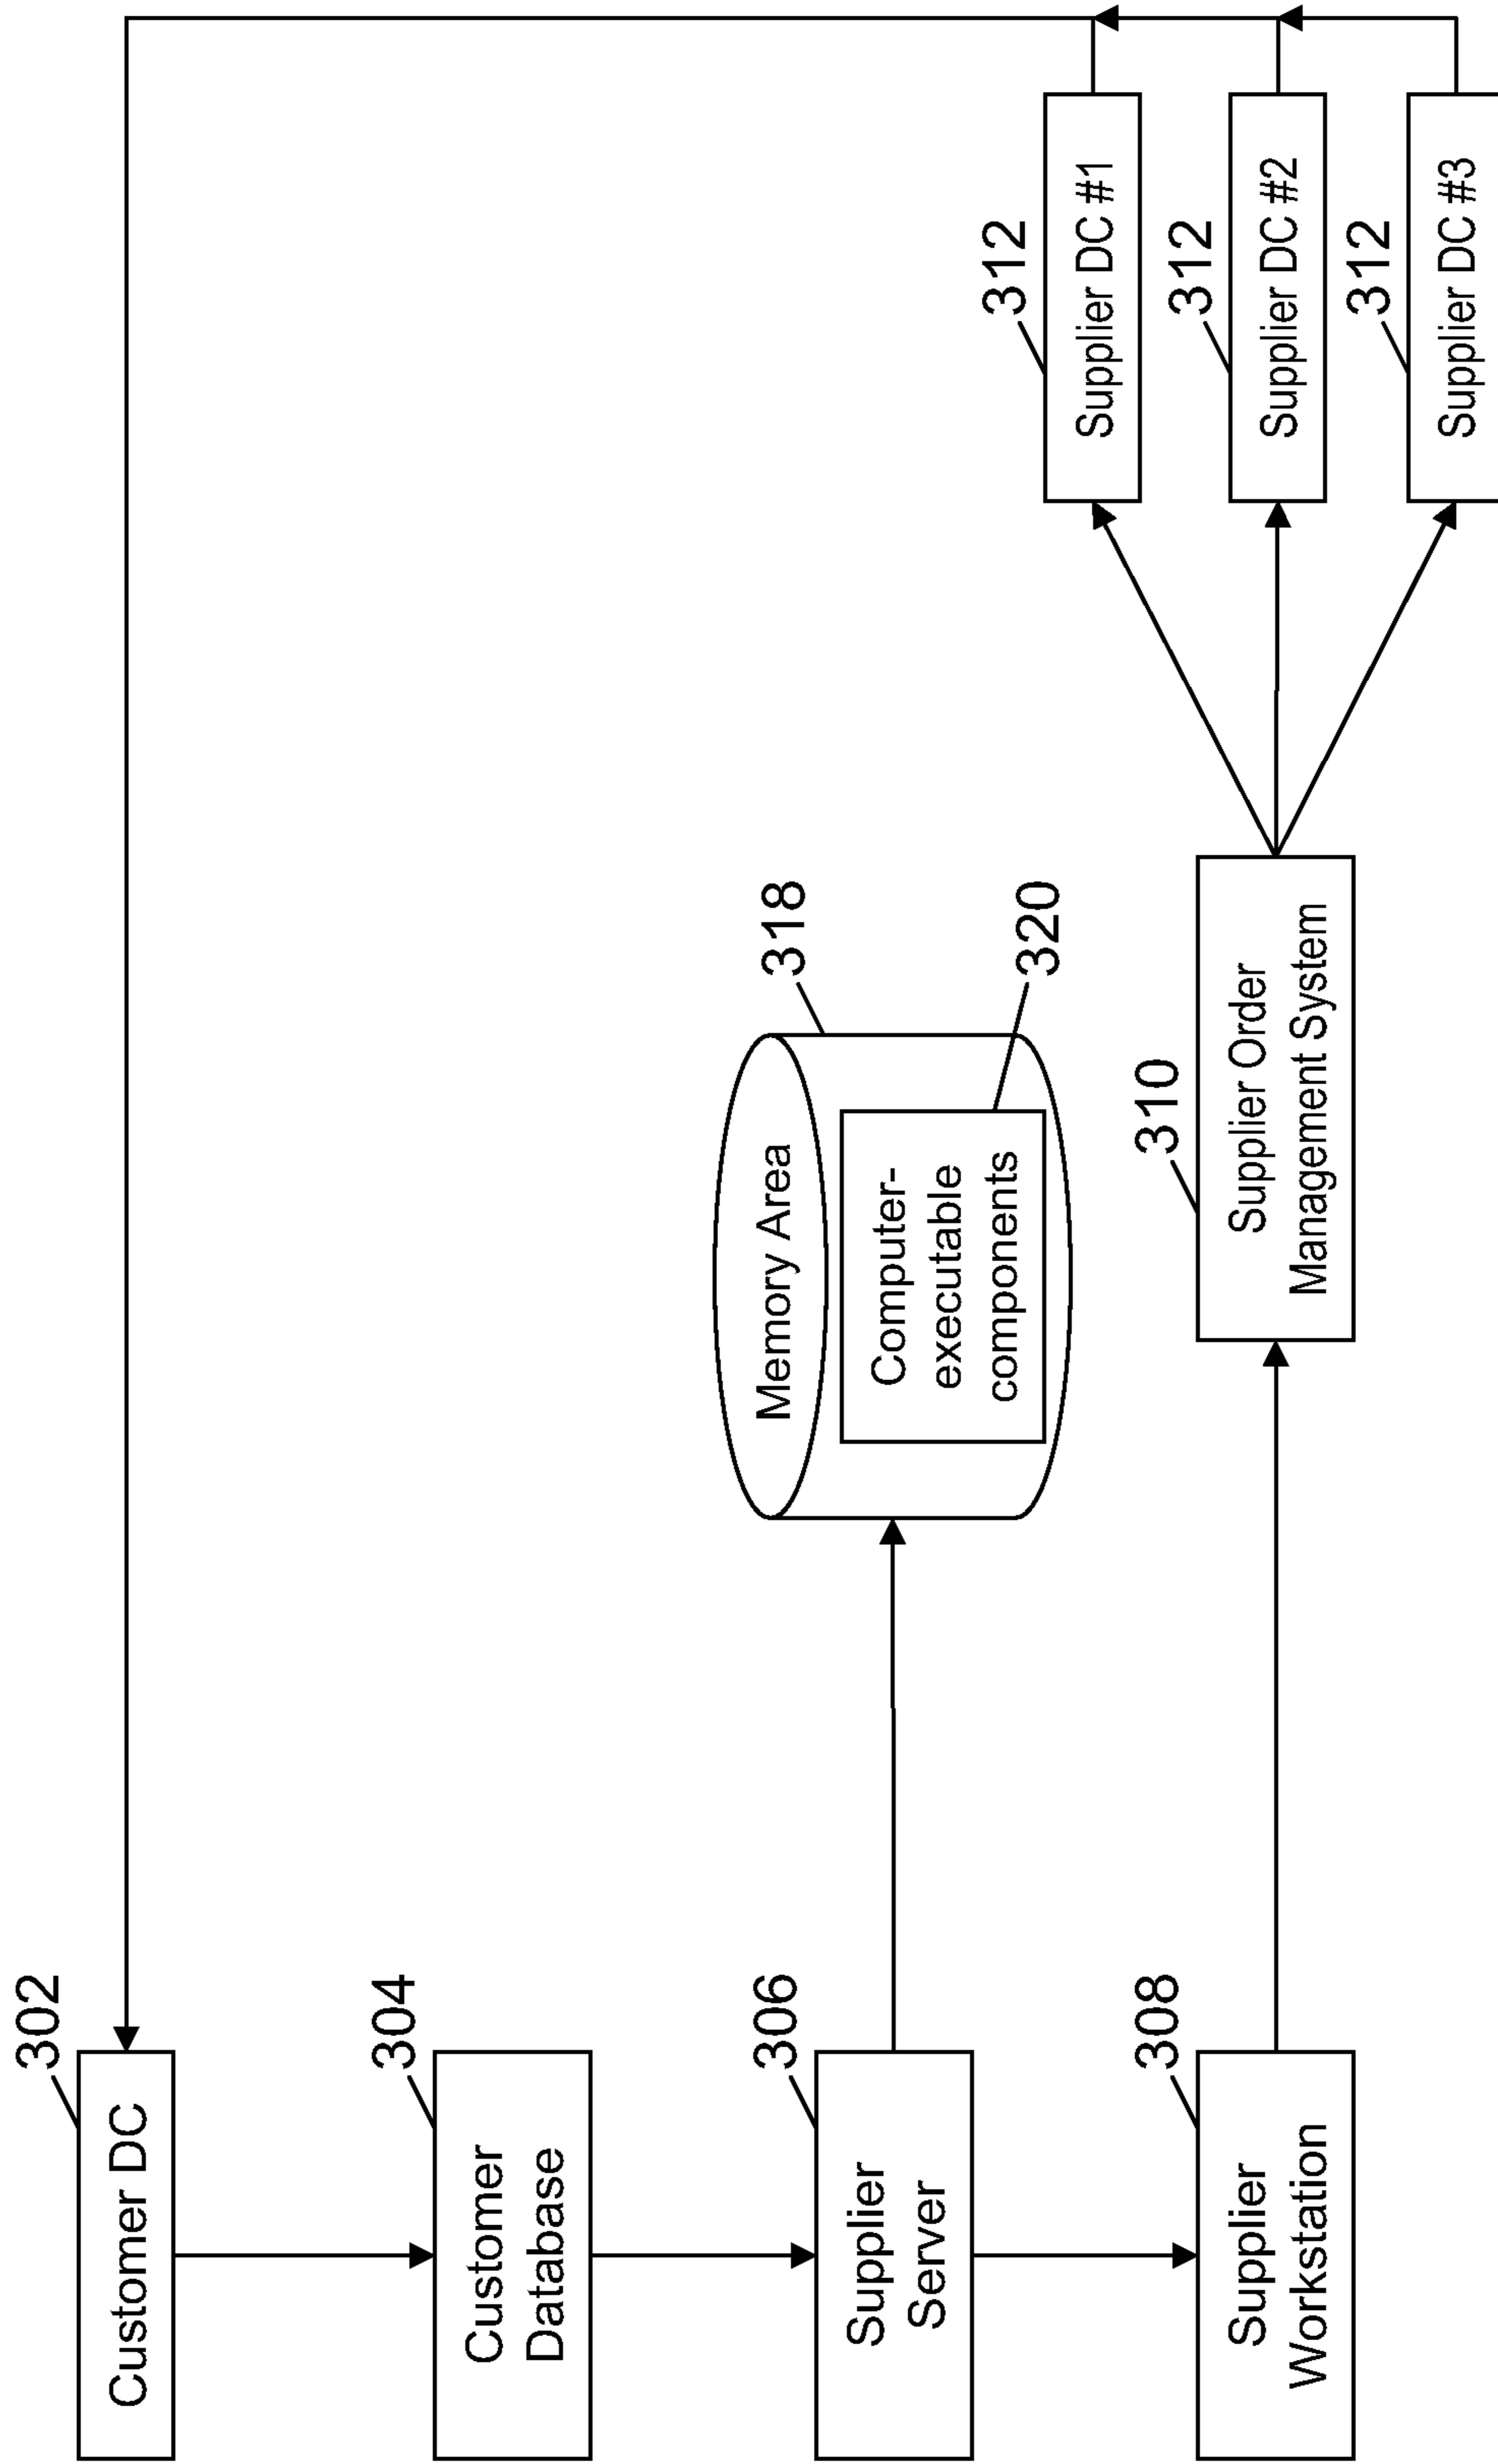 302
Customer DC
304
Customer
Database
306
Supplier
Server
318
Memory Area
320
Computer-
executable
components
308
Supplier
Workstation
310
Supplier Order
Management System
312
Supplier DC #1
312
Supplier DC #2
312
Supplier DC #3